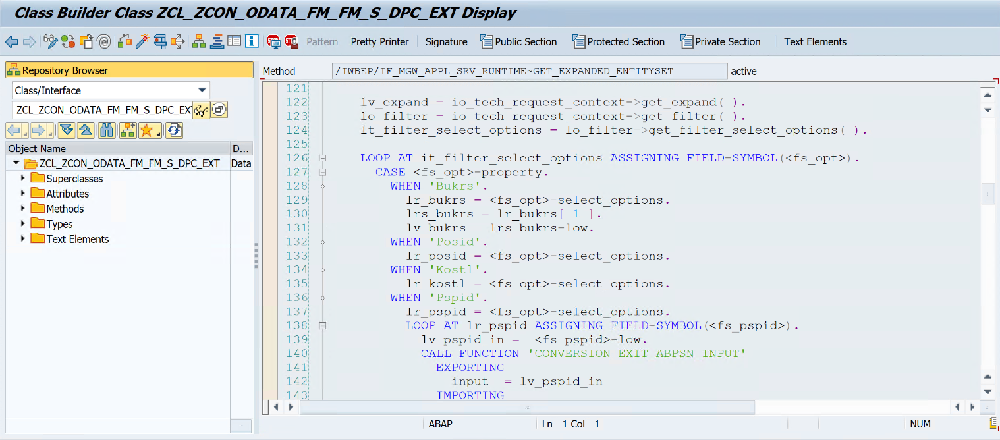 Class Builder Class ZCL_ZCON_ODATA_FM_FM_S_DPC_EXT Display
Pattern Pretty Printer Signature Public Section Protected Section Private Section Text Elements
Repository Browser
Class/Interface
ZCL_ZCON_ODATA_FM_FM_S_DPC_EX
Object Name D...
ZCL_ZCON_ODATA_FM_FM_S_DPC_EXT Data
Superclasses
Attributes
Methods
Types
Text Elements
Method /IWBEP/IF_MGW_APPL_SRV_RUNTIME~GET_EXPANDED_ENTITYSET active
121
122 lv_expand = io_tech_request_context->get_expand( ).
123 lo_filter = io_tech_request_context->get_filter( ).
124 lt_filter_select_options = lo_filter->get_filter_select_options( ).
125
126 LOOP AT it_filter_select_options ASSIGNING FIELD-SYMBOL(<fs_opt>).
127 CASE <fs_opt>-property.
128 WHEN 'Bukrs'.
129 lr_bukrs = <fs_opt>-select_options.
130 lrs_bukrs = lr_bukrs[ 1 ].
131 lv_bukrs = lrs_bukrs-low.
132 WHEN 'Posid'.
133 lr_posid = <fs_opt>-select_options.
134 WHEN 'Kostl'.
135 lr_kostl = <fs_opt>-select_options.
136 WHEN 'Pspid'.
137 lr_pspid = <fs_opt>-select_options.
138 LOOP AT lr_pspid ASSIGNING FIELD-SYMBOL(<fs_pspid>).
139 lv_pspid_in =  <fs_pspid>-low.
140 CALL FUNCTION 'CONVERSION_EXIT_ABPSN_INPUT'
141 EXPORTING
142 input  = lv_pspid_in
143 IMPORTING
ABAP Ln 1 Col 1 NUM